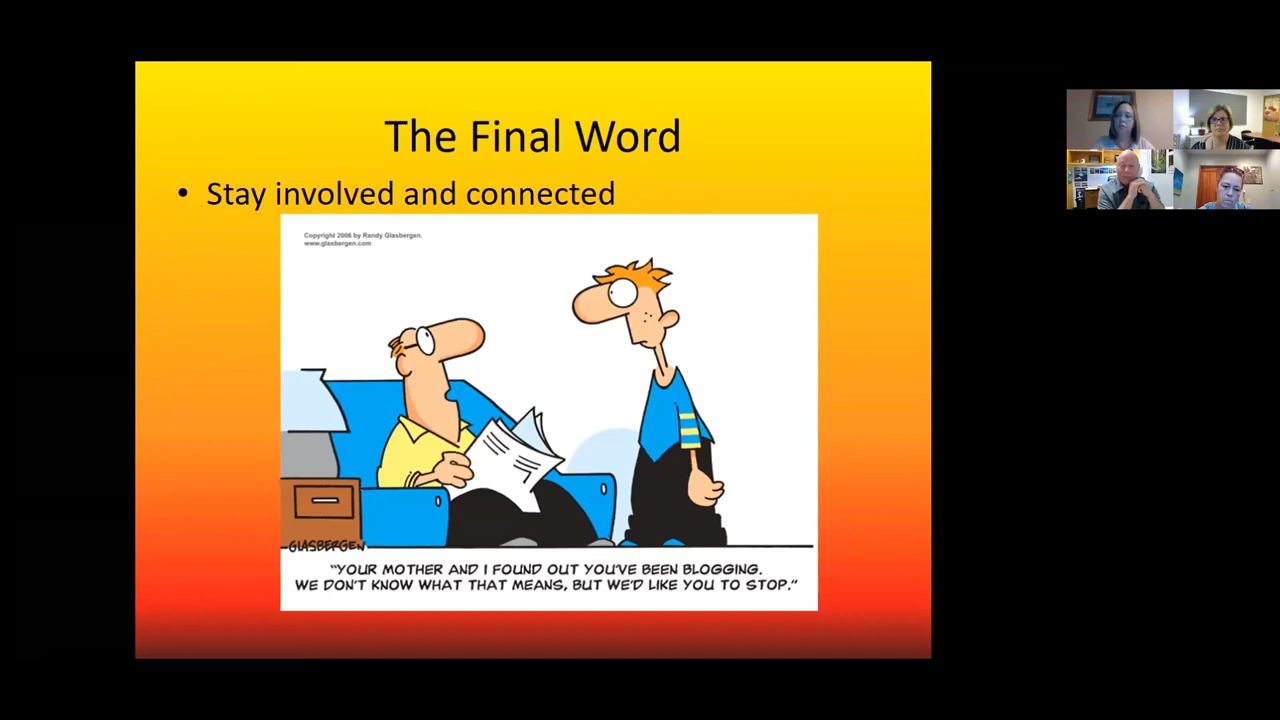 The Final Word
• Stay involved and connected
Copyright 2006 by Randy Glasbergen.
www.glasbergen.com
GLASBERGEN
"YOUR MOTHER AND I FOUND OUT YOU'VE BEEN BLOGGING.
WE DON'T KNOW WHAT THAT MEANS, BUT WE'D LIKE YOU TO STOP."